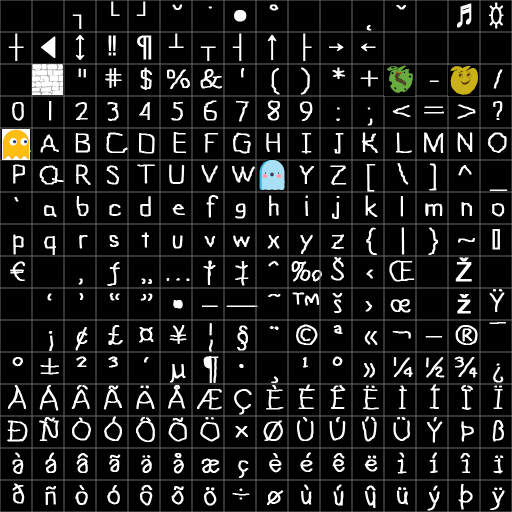 ┐ └ ┘ ˘ ˙ ● ° ˛ ˇ ♬ ☼
┼ ◀ ↕ ‼ ¶ ┴ ┬ ┤ ↑ ├ → ←
" # $ % & ' ( ) * + - /
0 1 2 3 4 5 6 7 8 9 : ; < = > ?
A B C D E F G H I J K L M N O
P Q R S T U V W Y Z [ \ ] ^ _
` a b c d e f g h i j k l m n o
p q r s t u v w x y z { | } ~ ▯
€ , ƒ „ … † ‡ ˆ ‰ Š ‹ Œ Ž
‘ ’ “ ” • – — ˜ ™ š › œ ž Ÿ
¡ ¢ £ ¤ ¥ ¦ § ¨ © ª « ¬ – ® ¯
° ± ² ³ ´ µ ¶ · ¸ ¹ º » ¼ ½ ¾ ¿
À Á Â Ã Ä Å Æ Ç È É Ê Ë Ì Í Î Ï
Ð Ñ Ò Ó Ô Õ Ö × Ø Ù Ú Û Ü Ý Þ ß
à á â ã ä å æ ç è é ê ë ì í î ï
ð ñ ò ó ô õ ö ÷ ø ù ú û ü ý þ ÿ